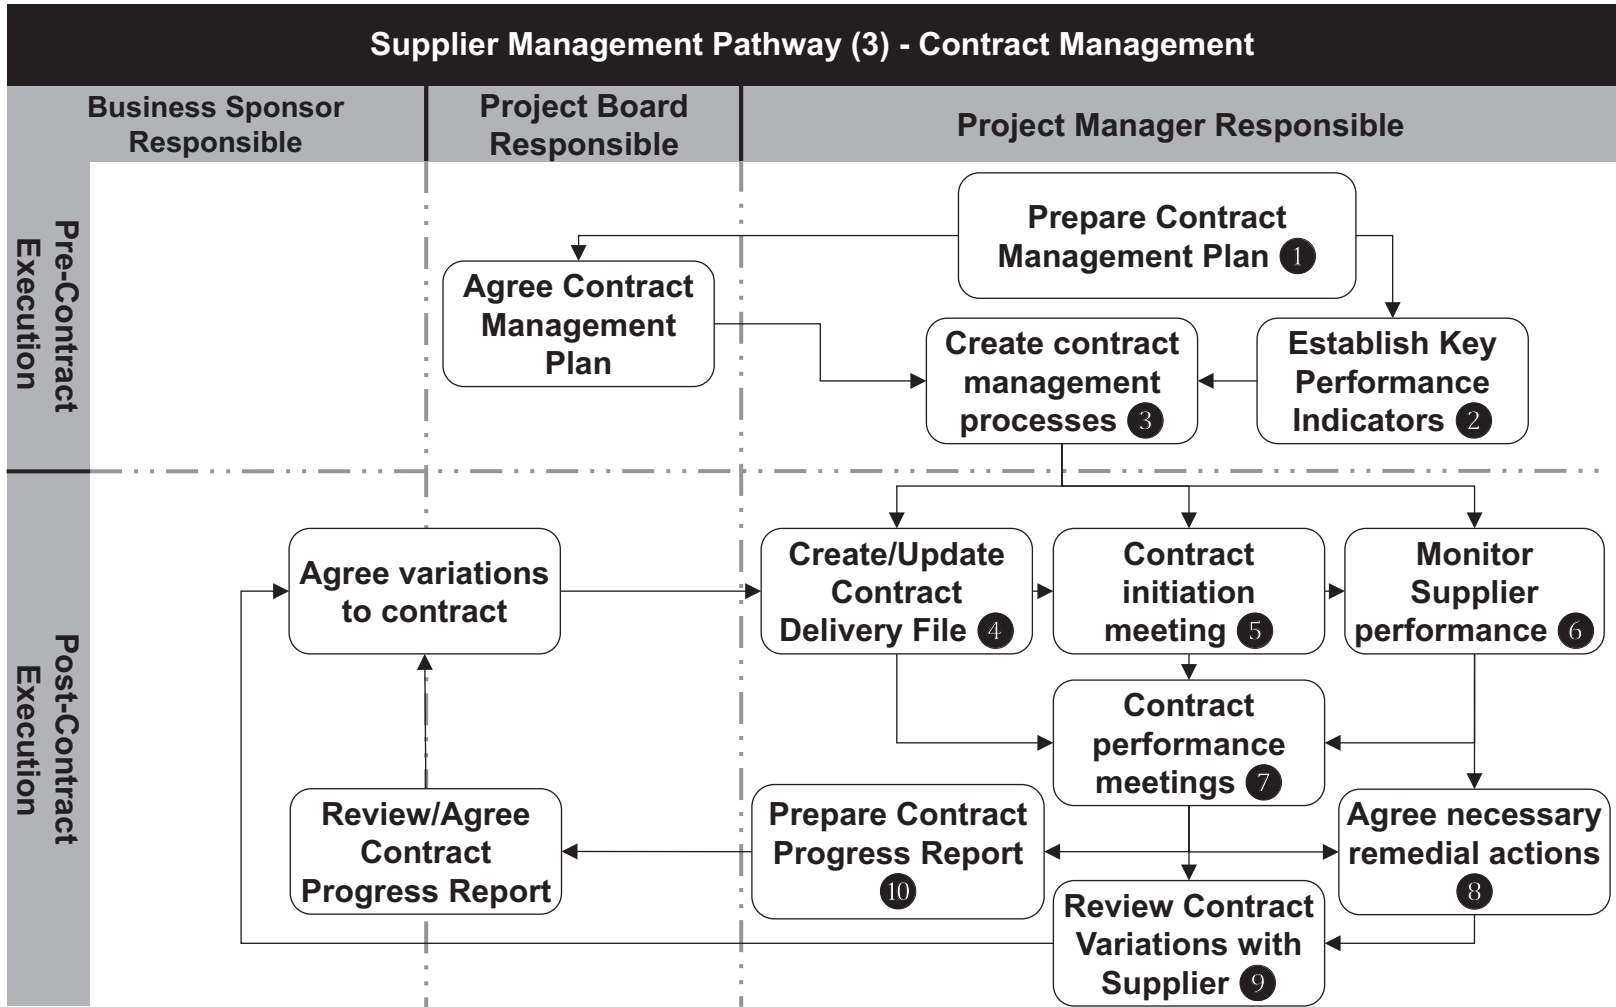 Supplier Management Pathway (3) - Contract Management
Business Sponsor
Responsible
Project Board
Responsible
Project Manager Responsible
Pre-Contract
Execution
Prepare Contract
Management Plan 1
Agree Contract
Management
Plan
Create contract
management
processes 3
Establish Key
Performance
Indicators 2
Post-Contract
Execution
Agree variations
to contract
Create/Update
Contract
Delivery File 4
Contract
initiation
meeting 5
Monitor
Supplier
performance 6
Contract
performance
meetings 7
Review/Agree
Contract
Progress Report
Prepare Contract
Progress Report
10
Agree necessary
remedial actions
8
Review Contract
Variations with
Supplier 9